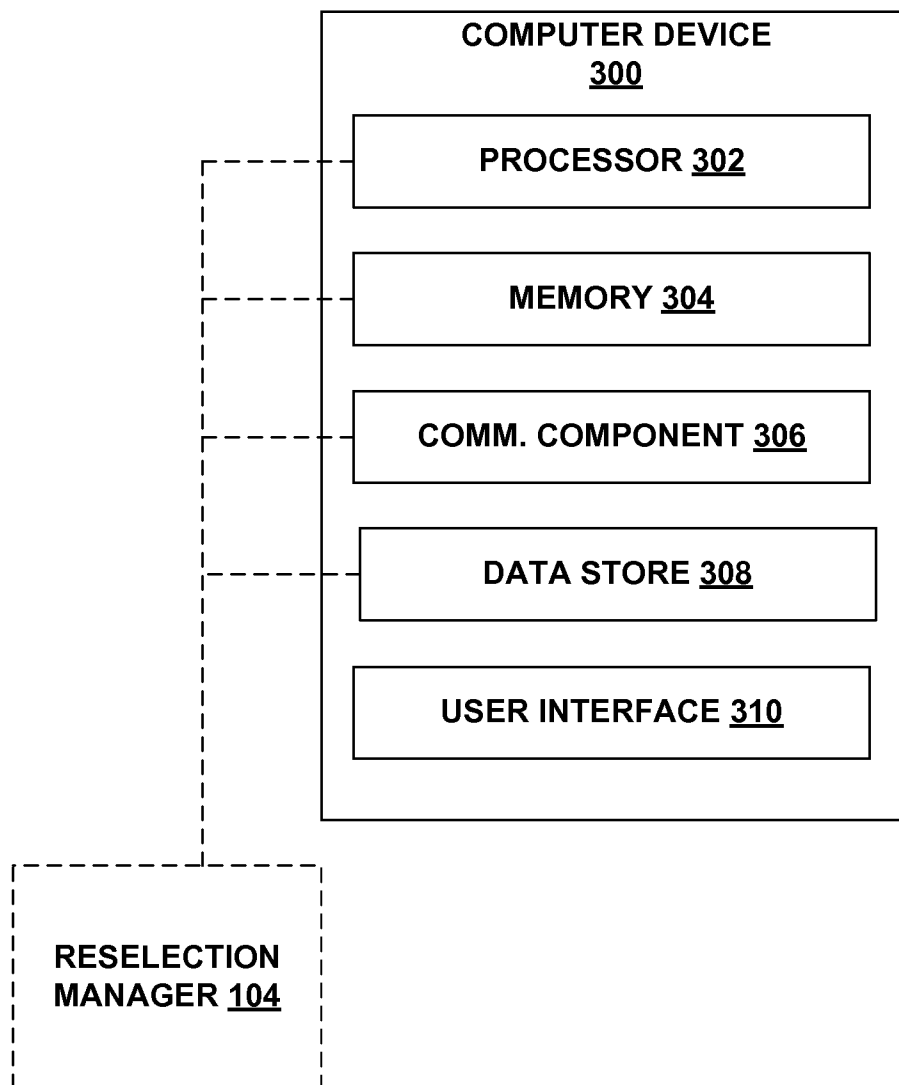 COMPUTER DEVICE
300
PROCESSOR 302
MEMORY 304
COMM. COMPONENT 306
DATA STORE 308
USER INTERFACE 310
RESELECTION
MANAGER 104